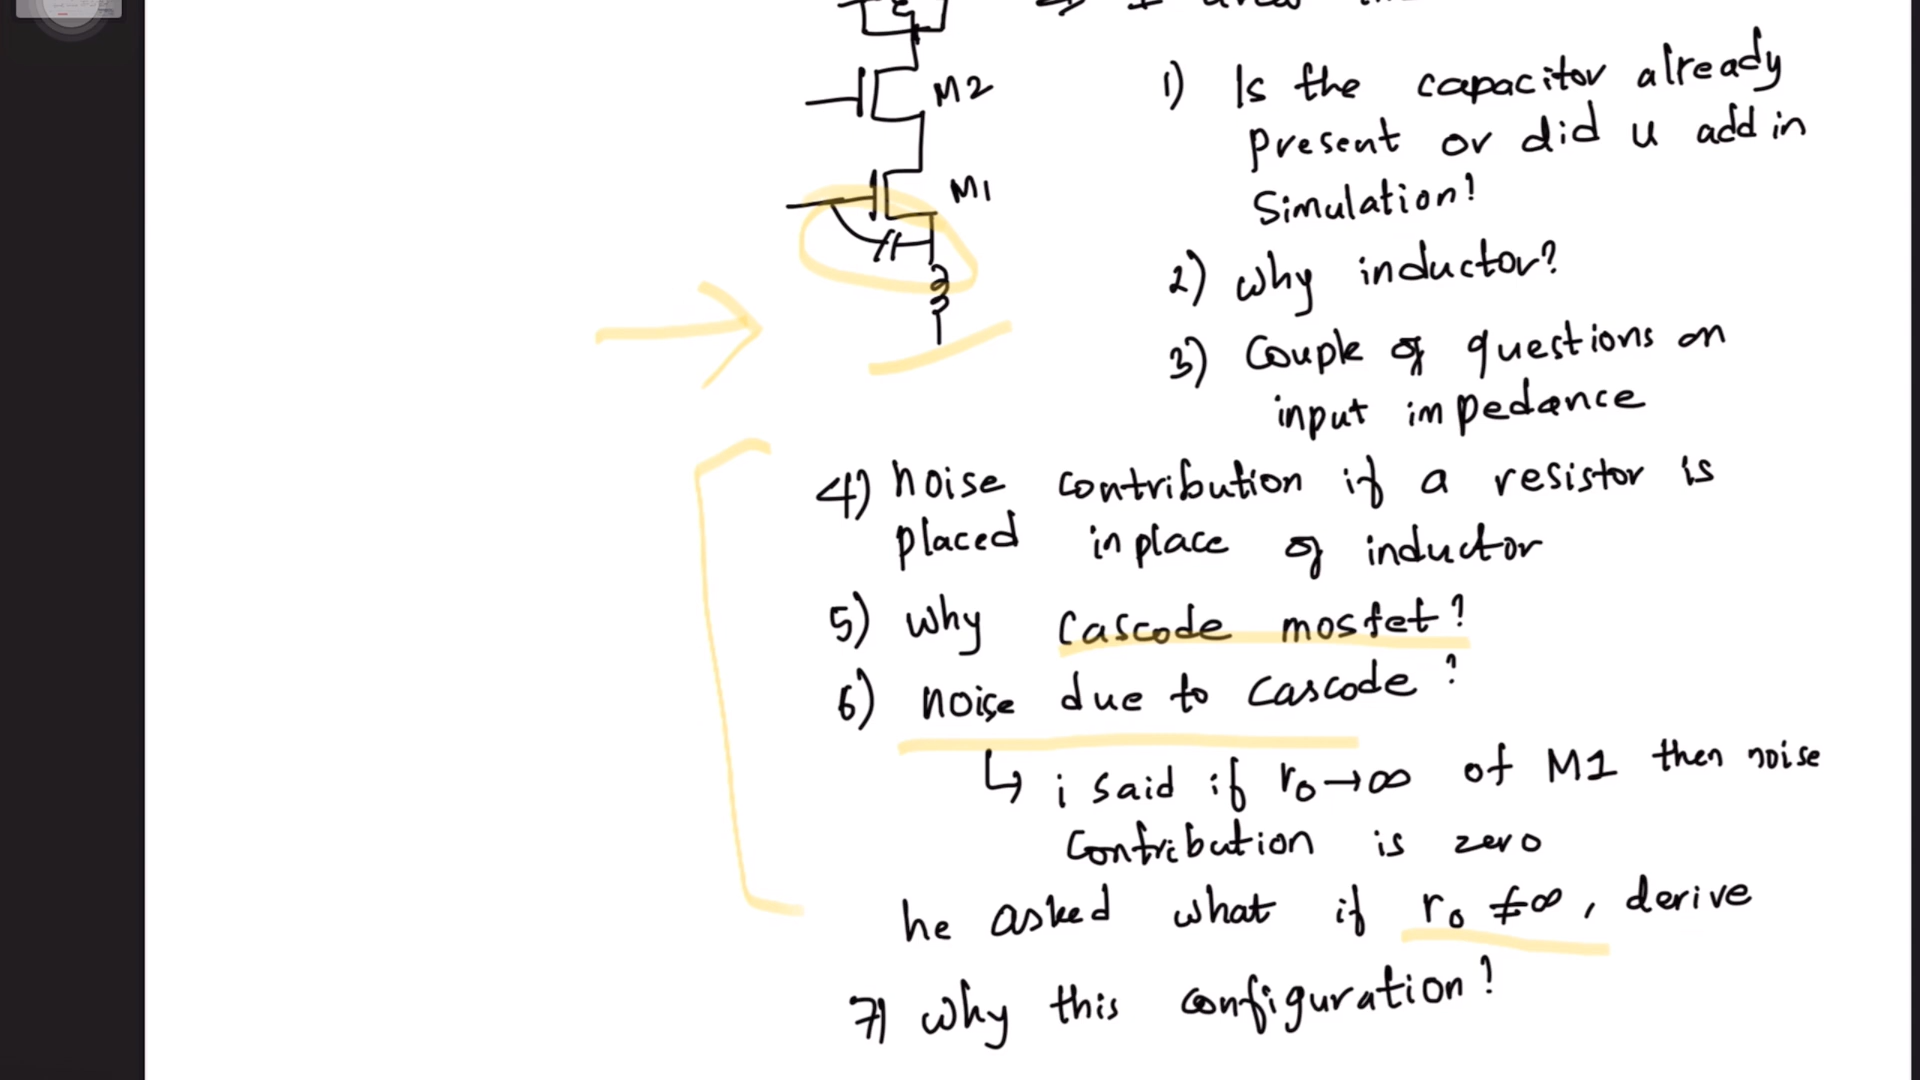 M2
M1
1) Is the capacitor already
present or did u add in
Simulation?
2) why inductor?
3) Couple of questions on
input impedance
4) noise contribution if a resistor is
placed inplace of inductor
5) why cascode mosfet?
6) noise due to cascode?
↳ i said if r₀→∞ of M1 then noise
contribution is zero
he asked what if r₀ ≠∞, derive
7) why this configuration?